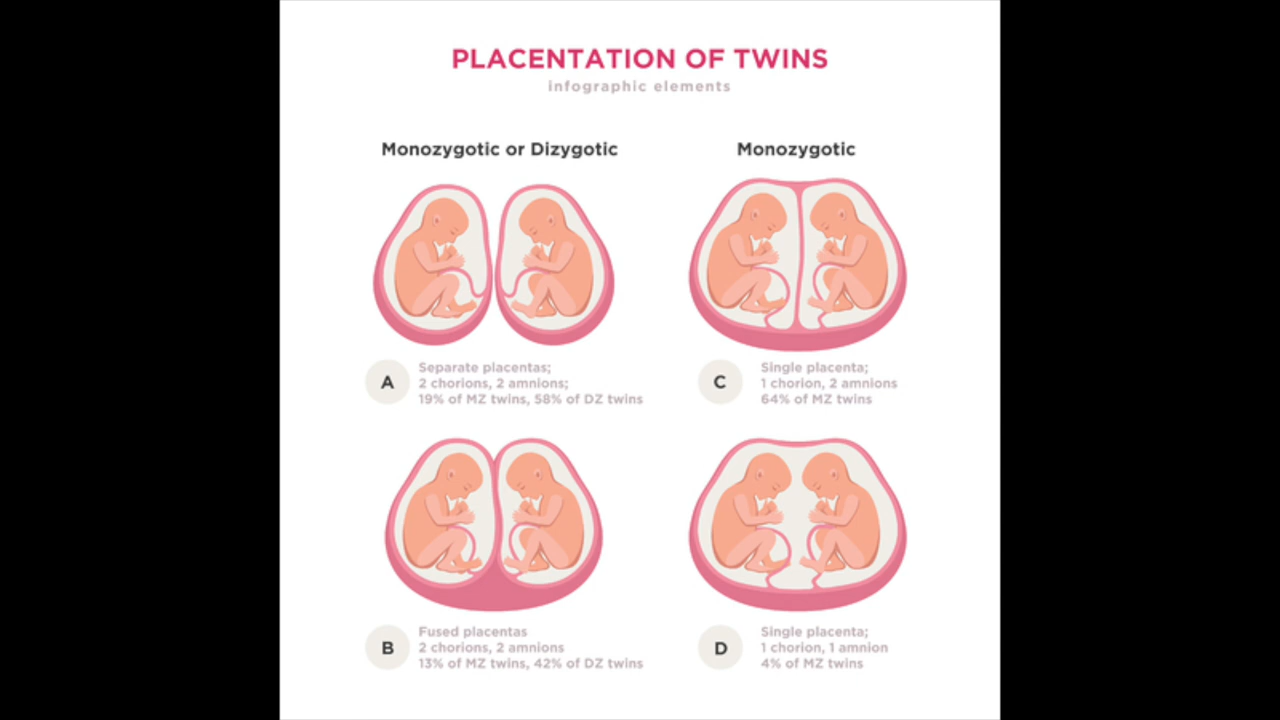 PLACENTATION OF TWINS
infographic elements
Monozygotic or Dizygotic
Monozygotic
A
Separate placentas;
2 chorions, 2 amnions;
19% of MZ twins, 58% of DZ twins
C
Single placenta;
1 chorion, 2 amnions
64% of MZ twins
B
Fused placentas
2 chorions, 2 amnions
13% of MZ twins, 42% of DZ twins
D
Single placenta;
1 chorion, 1 amnion
4% of MZ twins